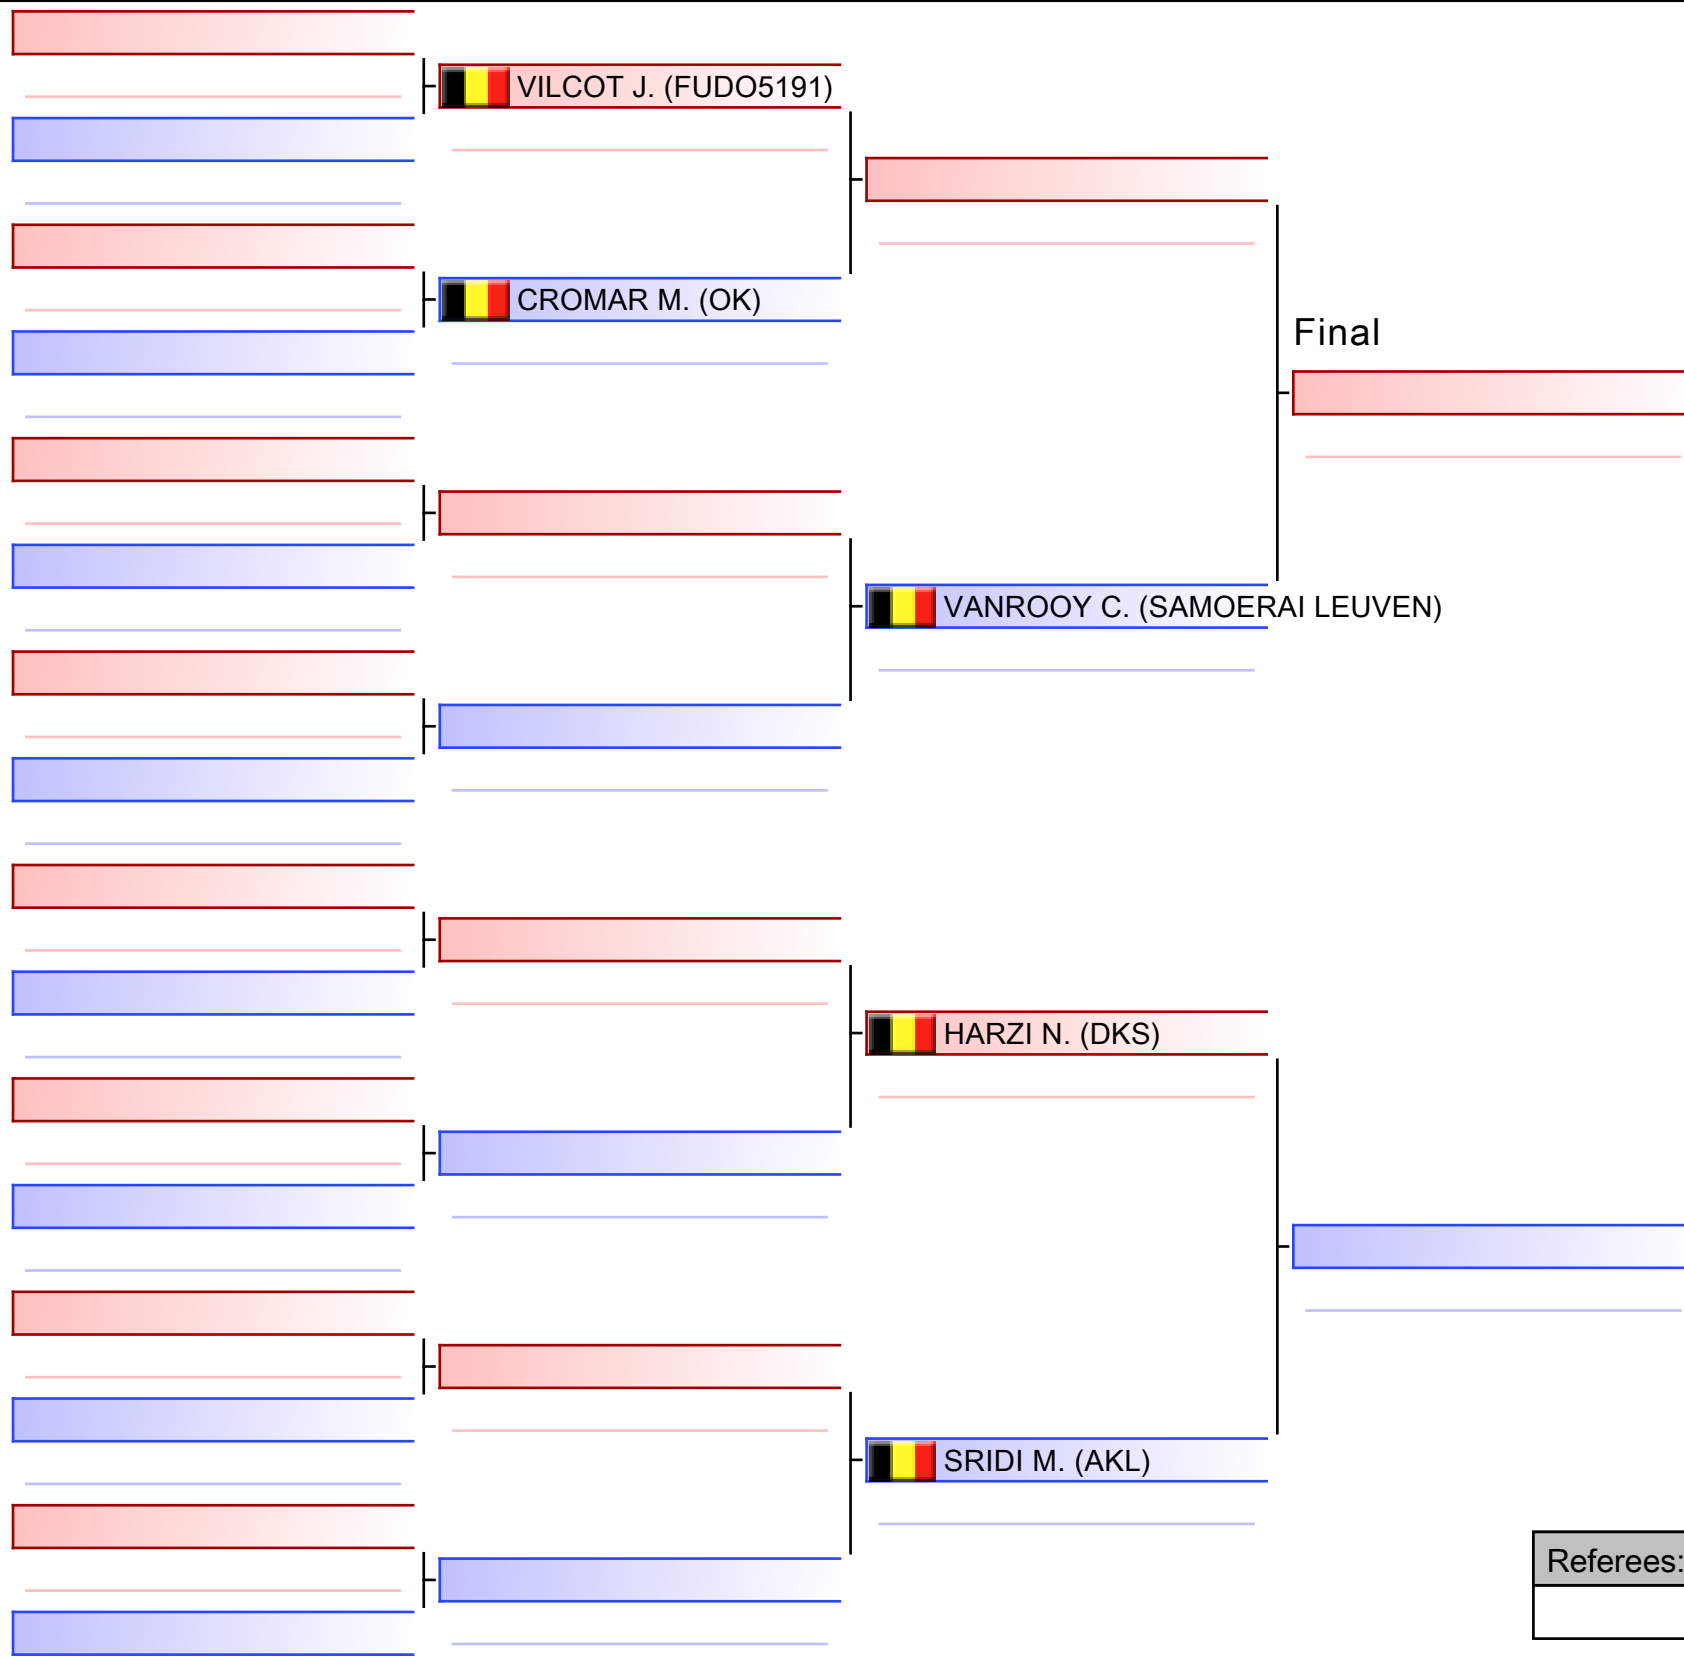 VILCOT J. (FUDO5191)
CROMAR M. (OK)
Final
VANROOY C. (SAMOERAI LEUVEN)
HARZI N. (DKS)
SRIDI M. (AKL)
Referees: